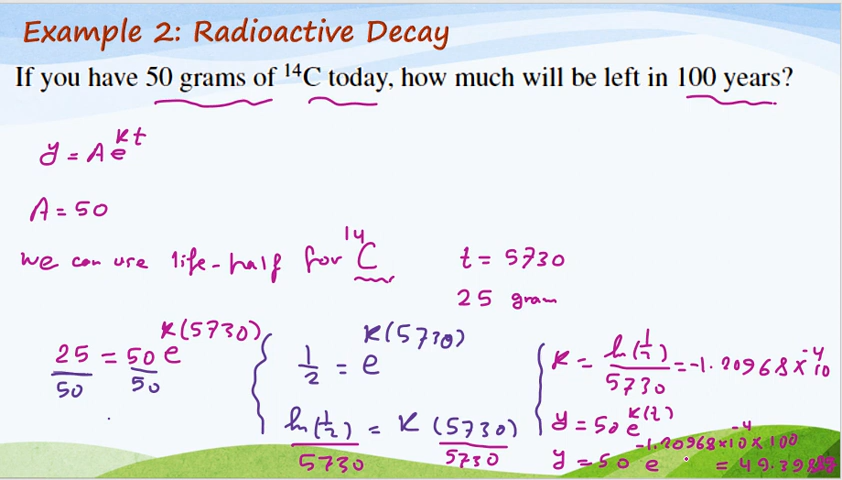 Example 2: Radioactive Decay
If you have 50 grams of ¹⁴C today, how much will be left in 100 years?
y = A e^{kt}
A = 50
we can use life-half for ¹⁴C
t = 5730
25 gram
25/50 = 50/50 e^{k(5730)}
1/2 = e^{k(5730)}
ln(1/2)/5730 = k (5730)/5730
k = ln(1/2)/5730 = -1.20968 x 10^{-4}
y = 50 e^{k(t)}
y = 50 e^{-1.20968 x 10^{-4} x 100} = 49.39